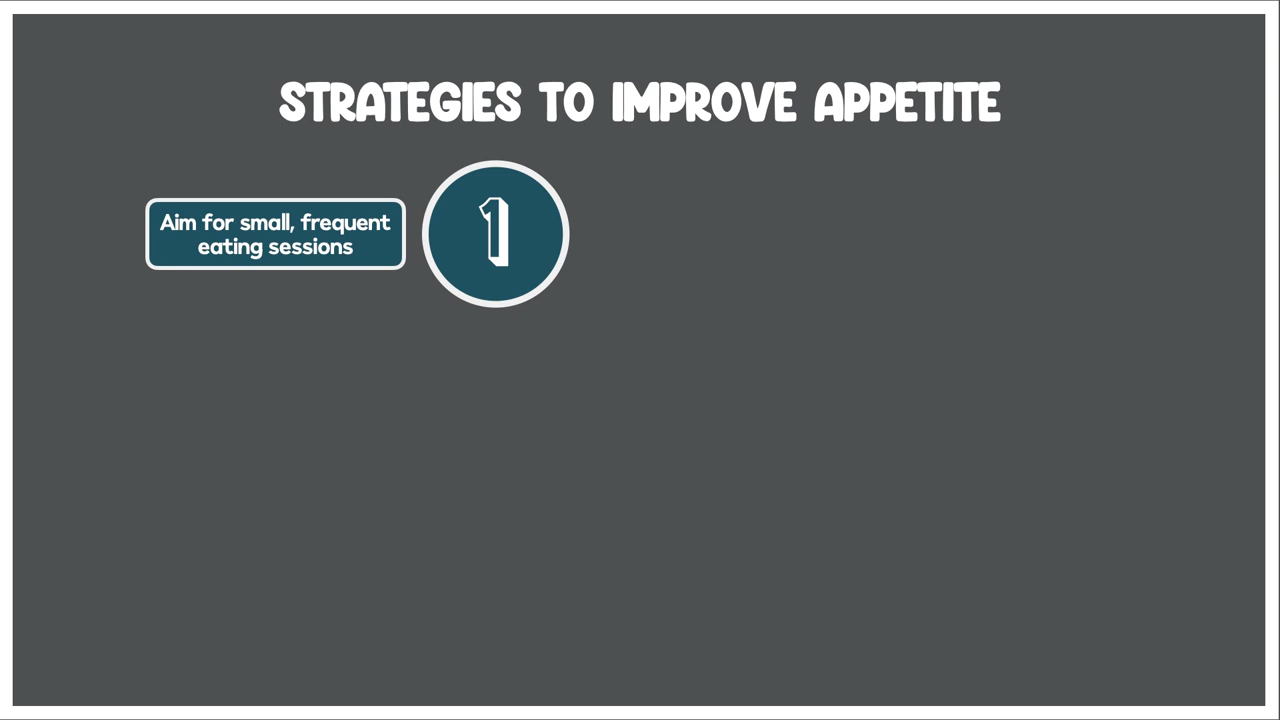 STRATEGIES TO IMPROVE APPETITE
Aim for small, frequent
eating sessions
1